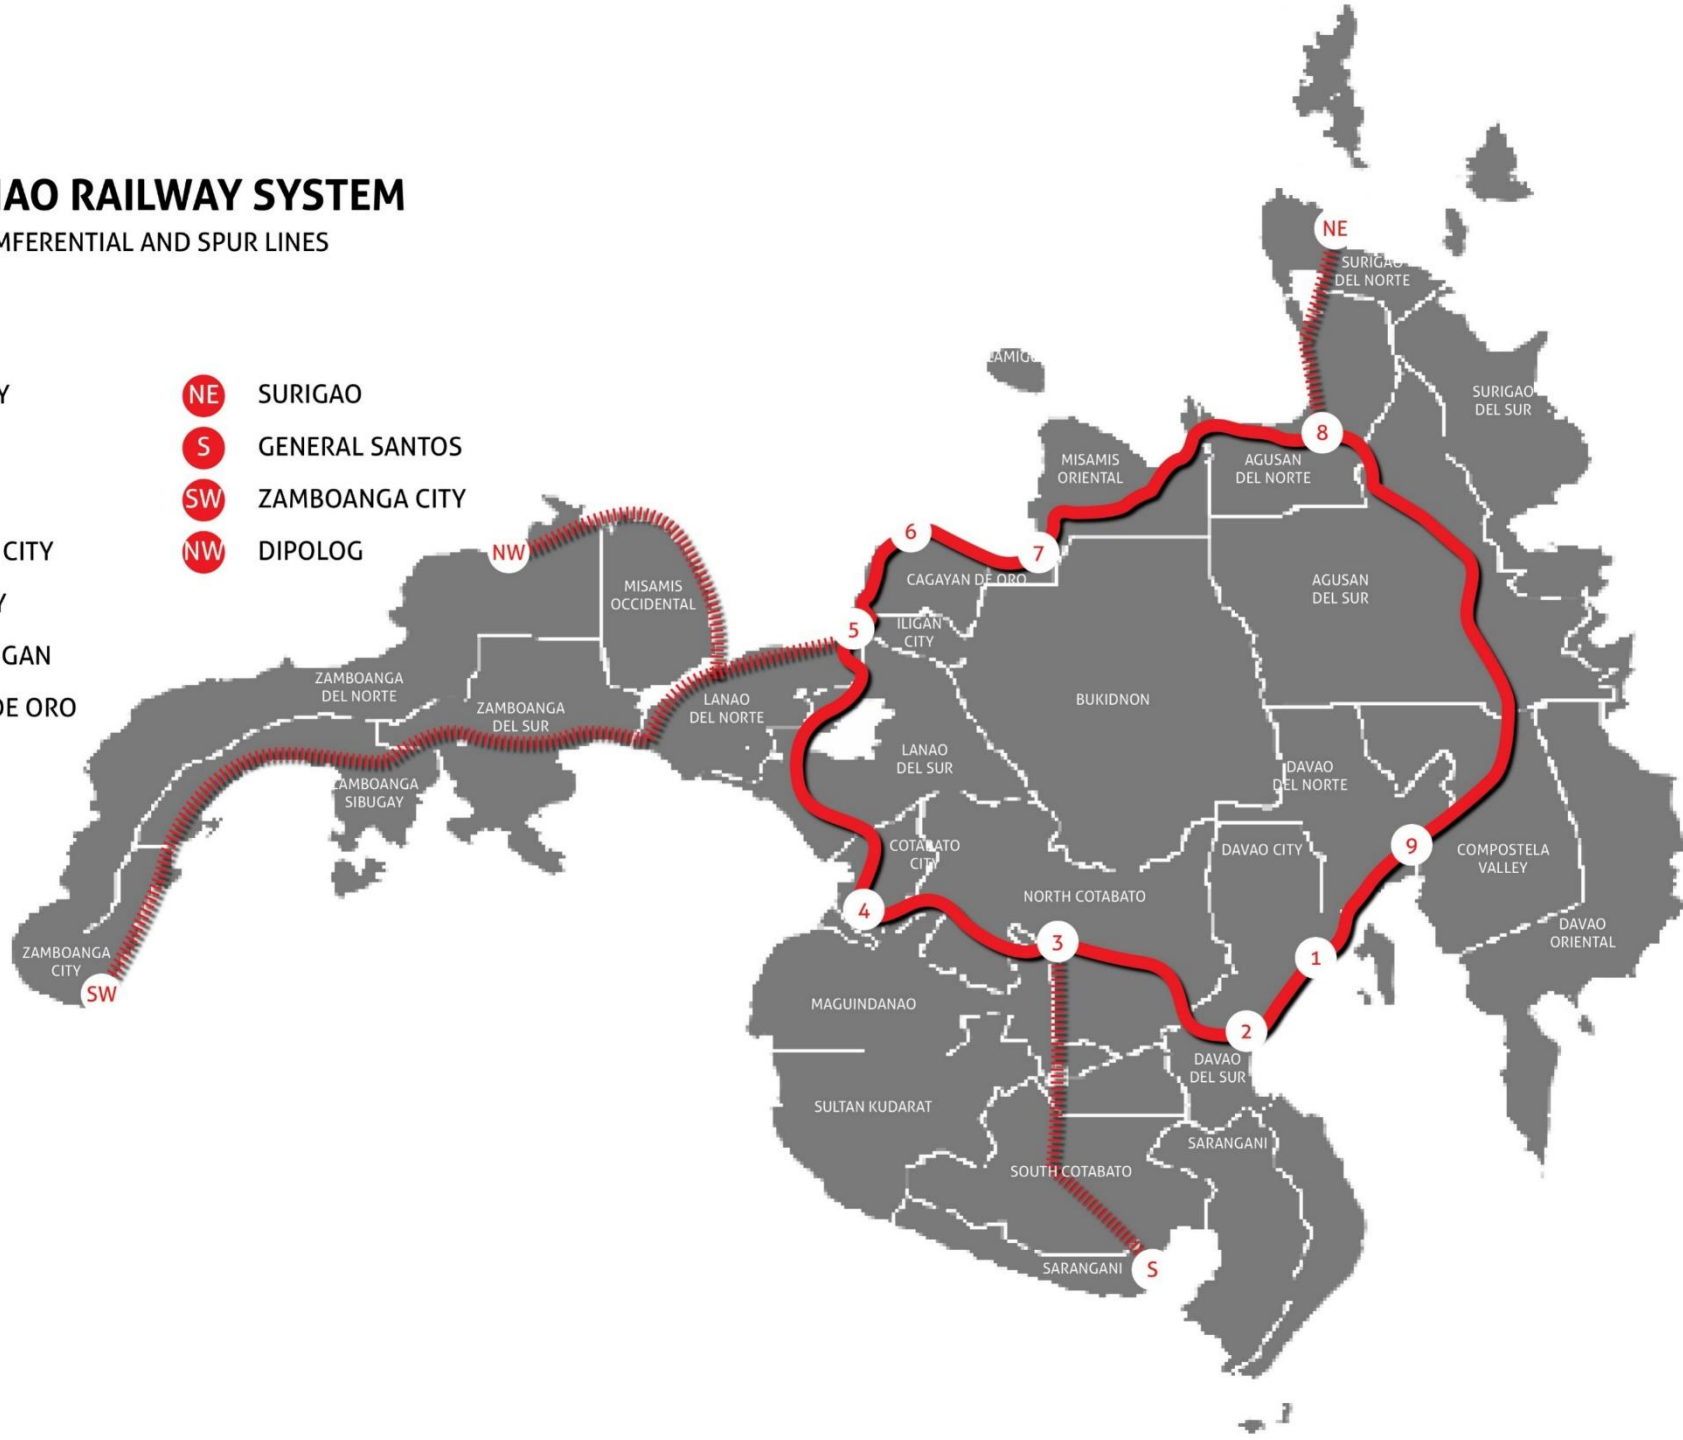 NAO RAILWAY SYSTEM
MFERENTIAL AND SPUR LINES
Y
CITY
Y
GAN
DE ORO
NE SURIGAO
S GENERAL SANTOS
SW ZAMBOANGA CITY
NW DIPOLOG
NE
SURIGAO
DEL NORTE
AMIG
SURIGAO
DEL SUR
8
MISAMIS
ORIENTAL
AGUSAN
DEL NORTE
6
7
NW
CAGAYAN DE ORO
MISAMIS
OCCIDENTAL
AGUSAN
DEL SUR
5
ILIGAN
CITY
ZAMBOANGA
DEL NORTE
ZAMBOANGA
DEL SUR
LANAO
DEL NORTE
BUKIDNON
LANAO
DEL SUR
DAVAO
DEL NORTE
ZAMBOANGA
SIBUGAY
COTABATO
CITY
DAVAO CITY
9
COMPOSTELA
VALLEY
NORTH COTABATO
4
3
DAVAO
ORIENTAL
ZAMBOANGA
CITY
1
SW
MAGUINDANAO
2
DAVAO
DEL SUR
SULTAN KUDARAT
SARANGANI
SOUTH COTABATO
SARANGANI
S